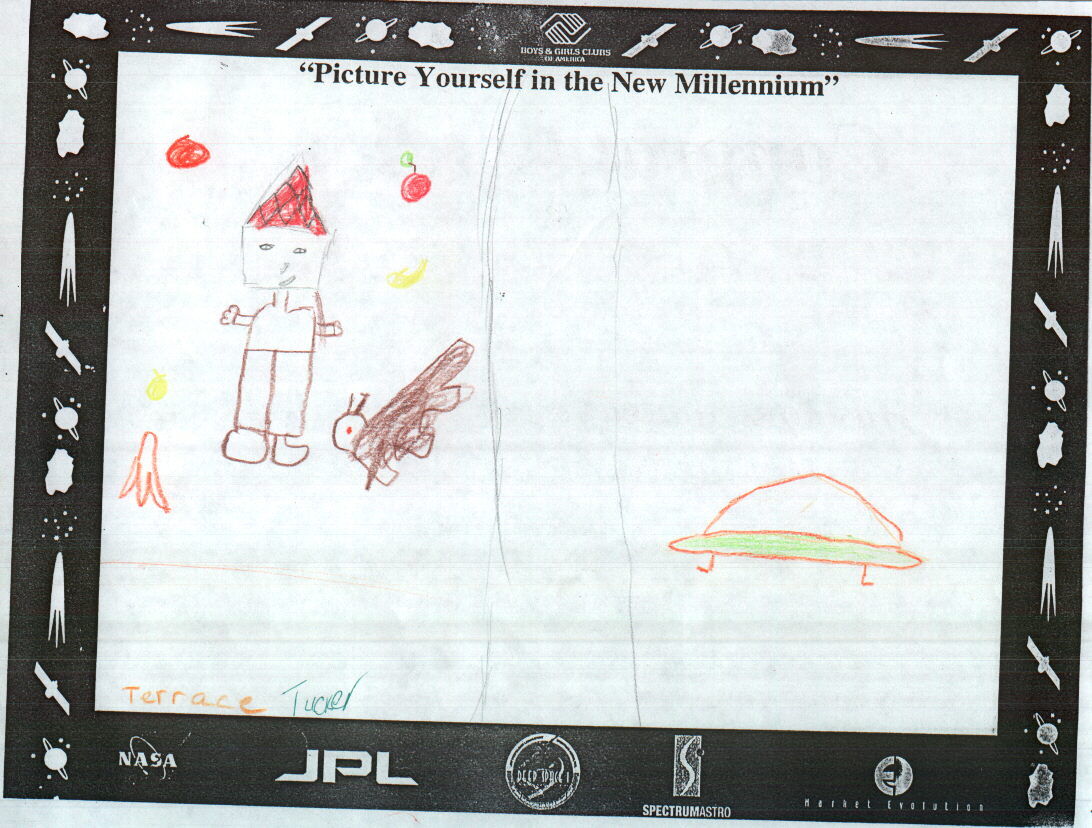 BOYS & GIRLS CLUBS
OF AMERICA
“Picture Yourself in the New Millennium”
Terrace Tucker
NASA
JPL
DEEP SPACE 1
SPECTRUMASTRO
Market Evolution